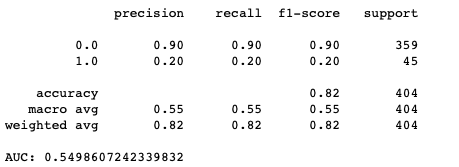 precision recall f1-score support
0.0 0.90 0.90 0.90 359
1.0 0.20 0.20 0.20 45
accuracy 0.82 404
macro avg 0.55 0.55 0.55 404
weighted avg 0.82 0.82 0.82 404
AUC: 0.5498607242339832